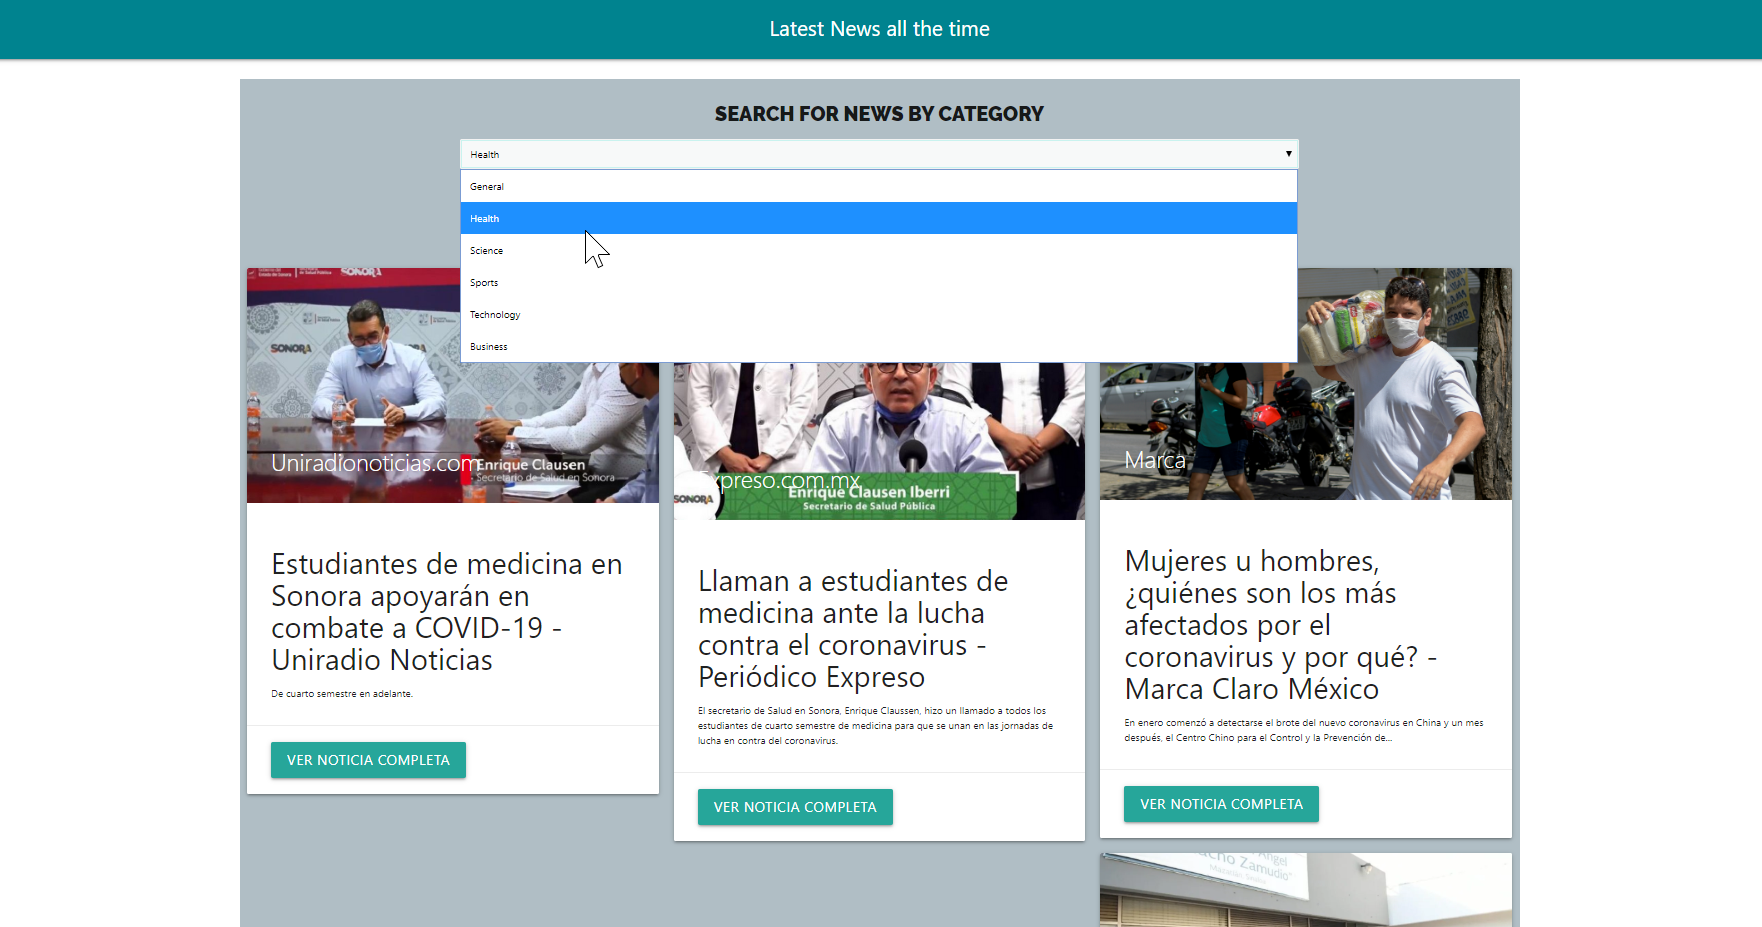 Latest News all the time
SEARCH FOR NEWS BY CATEGORY
Health
General
Health
Science
Sports
Technology
Business
SONORA
SONORA
SONORA
Uniradionoticias.com
Enrique Clausen
Secretario de Salud en Sonora
Estudiantes de medicina en
Sonora apoyarán en
combate a COVID-19 -
Uniradio Noticias
De cuarto semestre en adelante.
VER NOTICIA COMPLETA
Expreso.com.mx
SONORA
Enrique Clausen Iberri
Secretario de Salud Pública
Llaman a estudiantes de
medicina ante la lucha
contra el coronavirus -
Periódico Expreso
El secretario de Salud en Sonora, Enrique Claussen, hizo un llamado a todos los
estudiantes de cuarto semestre de medicina para que se unan en las jornadas de
lucha en contra del coronavirus.
VER NOTICIA COMPLETA
Marca
Mujeres u hombres,
¿quiénes son los más
afectados por el
coronavirus y por qué? -
Marca Claro México
En enero comenzó a detectarse el brote del nuevo coronavirus en China y un mes
después, el Centro Chino para el Control y la Prevención de...
VER NOTICIA COMPLETA
Angel
Zamudio"